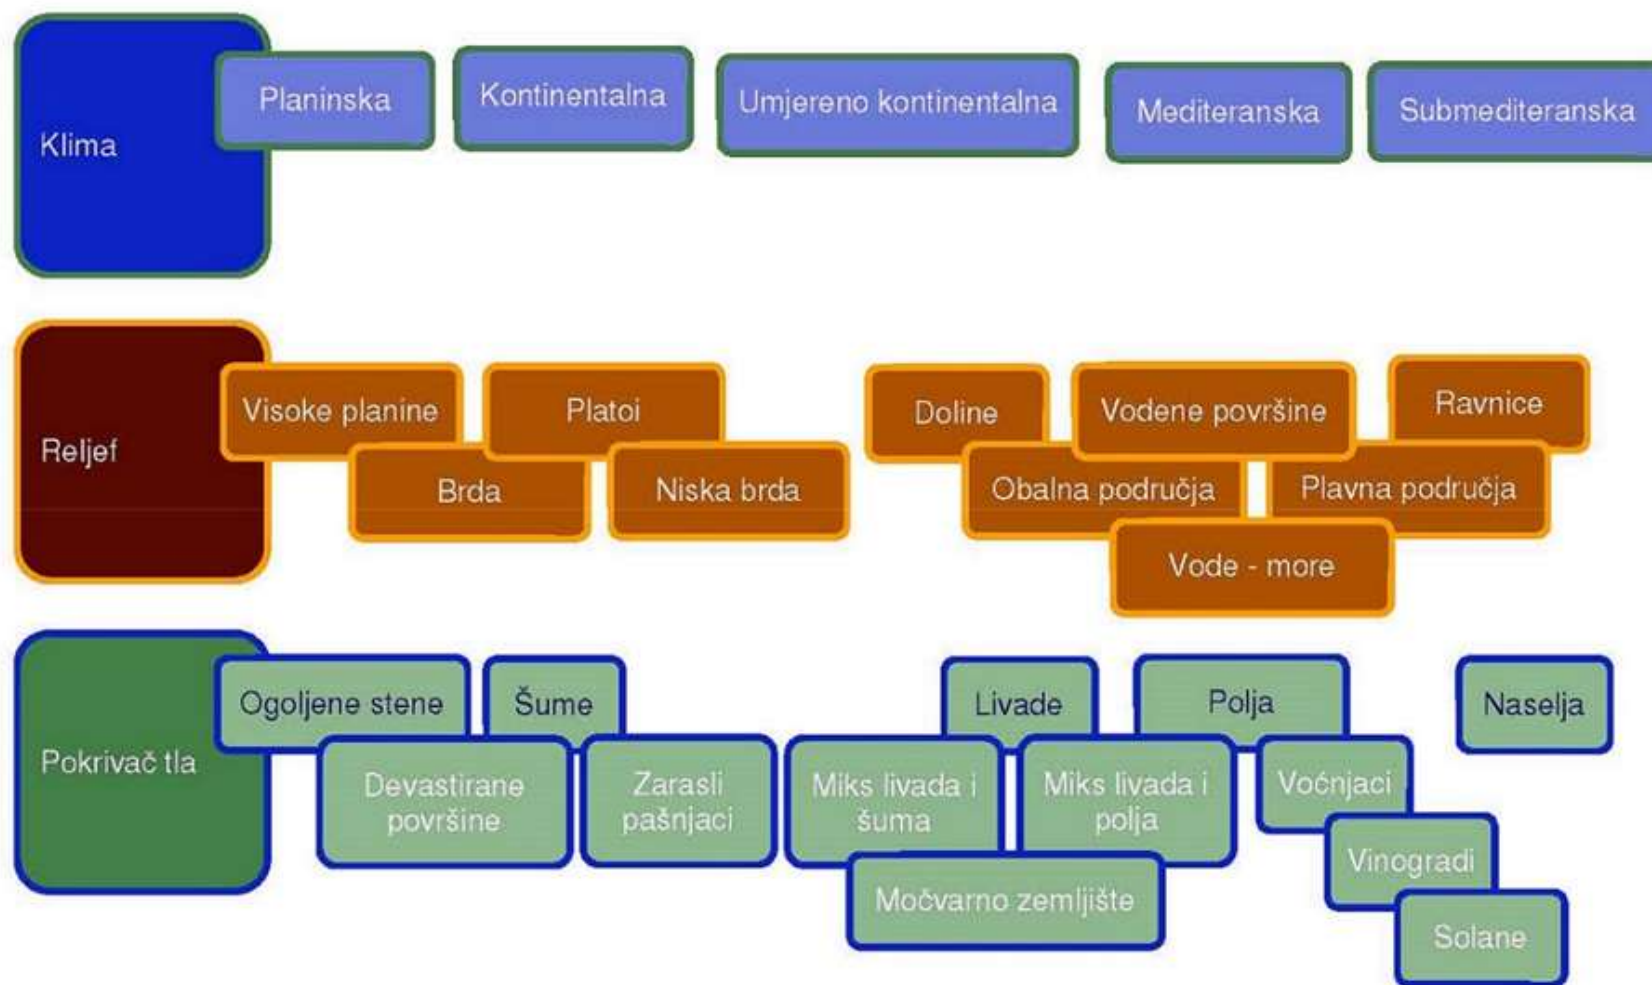 Klima
Planinska
Kontinentalna
Umjereno kontinentalna
Mediteranska
Submediteranska
Reljef
Visoke planine
Platoi
Doline
Vodene površine
Ravnice
Brda
Niska brda
Obalna područja
Plavna područja
Vode - more
Pokrivač tla
Ogoljene stene
Šume
Livade
Polja
Naselja
Devastirane
površine
Zarasli
pašnjaci
Miks livada i
šuma
Miks livada i
polja
Voćnjaci
Vinogradi
Močvarno zemljište
Solane